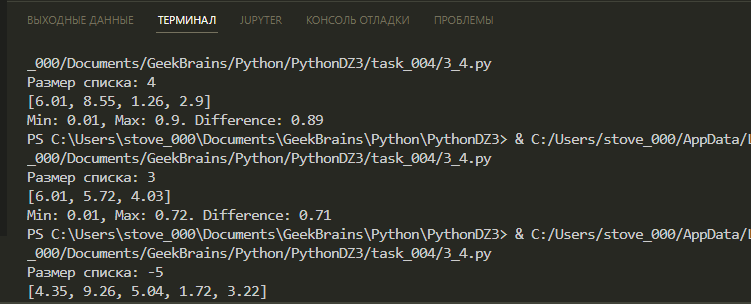 ВЫХОДНЫЕ ДАННЫЕ ТЕРМИНАЛ JUPYTER КОНСОЛЬ ОТЛАДКИ ПРОБЛЕМЫ
_000/Documents/GeekBrains/Python/PythonDZ3/task_004/3_4.py
Размер списка: 4
[6.01, 8.55, 1.26, 2.9]
Min: 0.01, Max: 0.9. Difference: 0.89
PS C:\Users\stove_000\Documents\GeekBrains\Python\PythonDZ3> & C:/Users/stove_000/AppData/L
_000/Documents/GeekBrains/Python/PythonDZ3/task_004/3_4.py
Размер списка: 3
[6.01, 5.72, 4.03]
Min: 0.01, Max: 0.72. Difference: 0.71
PS C:\Users\stove_000\Documents\GeekBrains\Python\PythonDZ3> & C:/Users/stove_000/AppData/L
_000/Documents/GeekBrains/Python/PythonDZ3/task_004/3_4.py
Размер списка: -5
[4.35, 9.26, 5.04, 1.72, 3.22]